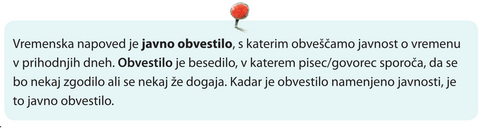 Vremenska napoved je javno obvestilo, s katerim obveščamo javnost o vremenu
v prihodnjih dneh. Obvestilo je besedilo, v katerem pisec/govorec sporoča, da se
bo nekaj zgodilo ali se nekaj že dogaja. Kadar je obvestilo namenjeno javnosti, je
to javno obvestilo.